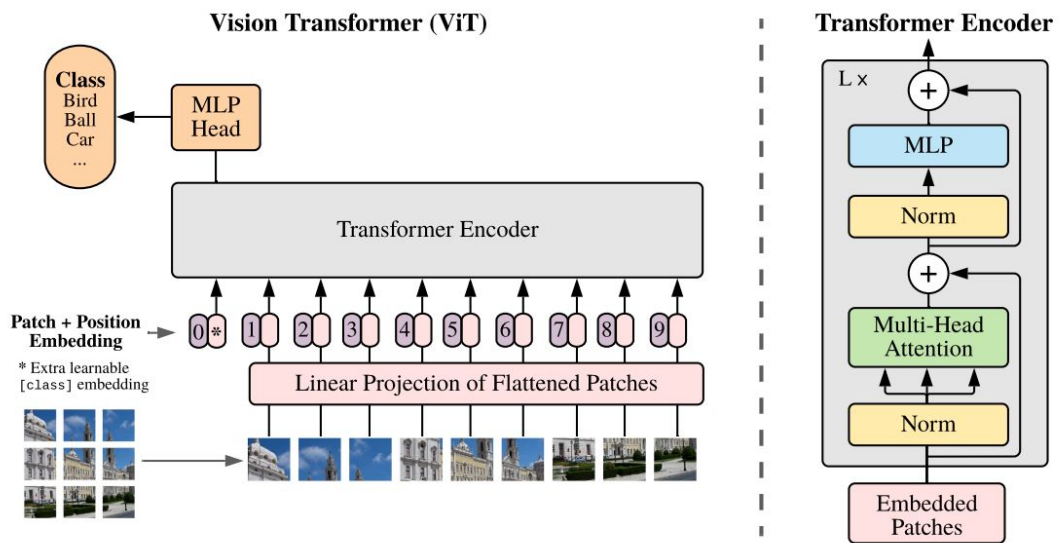 Vision Transformer (ViT)
Class
Bird
Ball
Car
...
MLP
Head
Transformer Encoder
Patch + Position
Embedding
* Extra learnable
[class] embedding
0 * 1 2 3 4 5 6 7 8 9
Linear Projection of Flattened Patches
Transformer Encoder
L ×
+
MLP
Norm
+
Multi-Head
Attention
Norm
Embedded
Patches